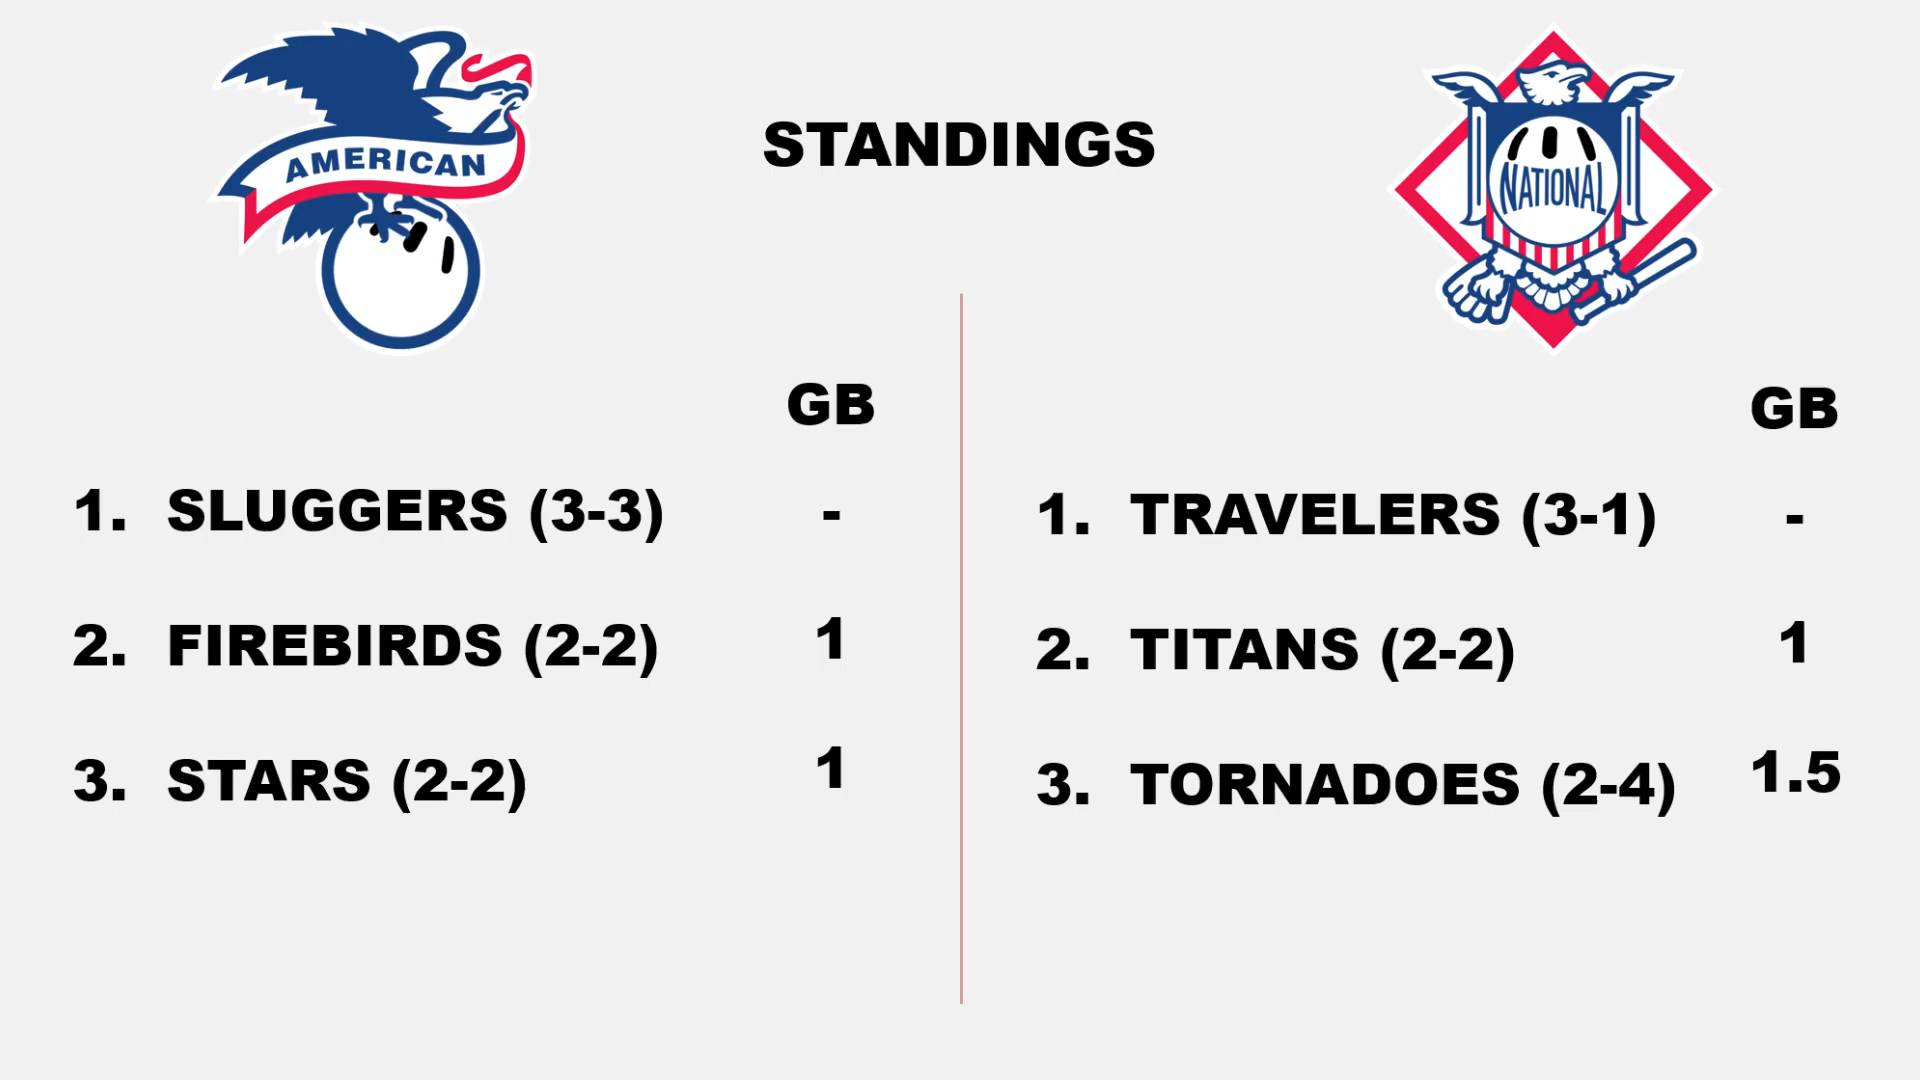 AMERICAN
STANDINGS
NATIONAL
GB
1. SLUGGERS (3-3) -
2. FIREBIRDS (2-2) 1
3. STARS (2-2) 1
GB
1. TRAVELERS (3-1) -
2. TITANS (2-2) 1
3. TORNADOES (2-4) 1.5